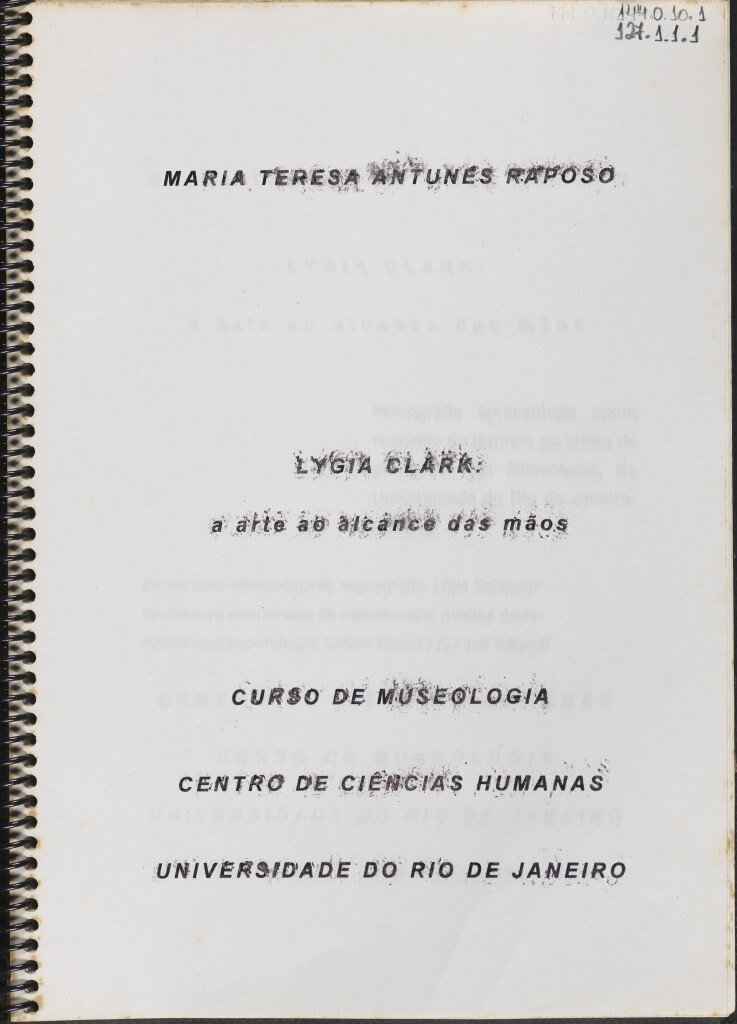 144.0.10.1
127.1.1.1
MARIA TERESA ANTUNES RAPOSO
LYGIA CLARK:
a arte ao alcance das mãos
CURSO DE MUSEOLOGIA
CENTRO DE CIÊNCIAS HUMANAS
UNIVERSIDADE DO RIO DE JANEIRO